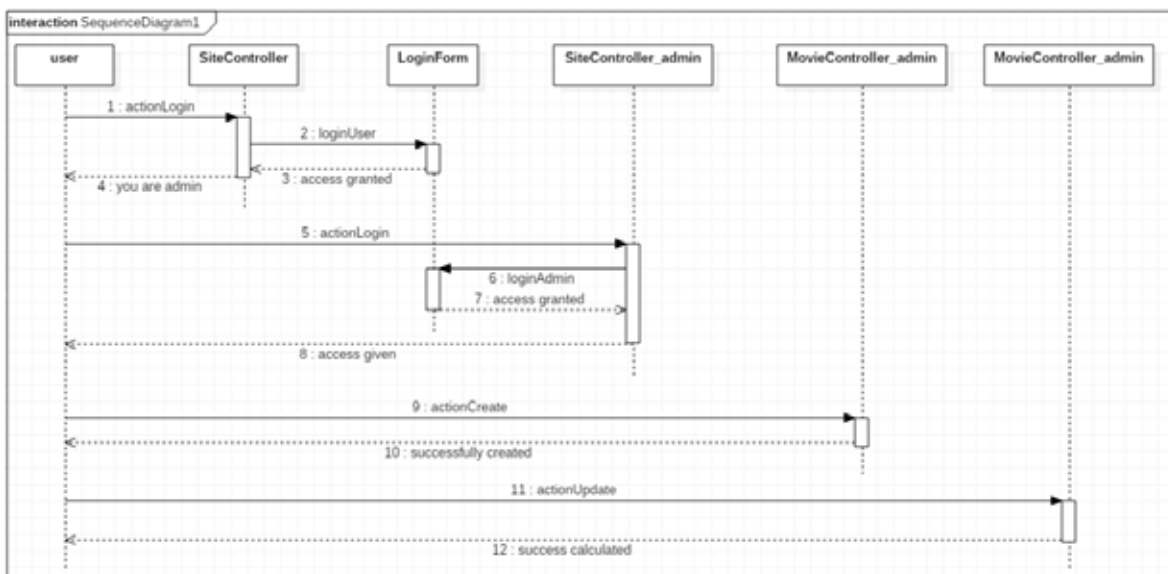 interaction SequenceDiagram1
user SiteController LoginForm SiteController_admin MovieController_admin MovieController_admin
1 : actionLogin
2 : loginUser
3 : access granted
4 : you are admin
5 : actionLogin
6 : loginAdmin
7 : access granted
8 : access given
9 : actionCreate
10 : successfully created
11 : actionUpdate
12 : success calculated